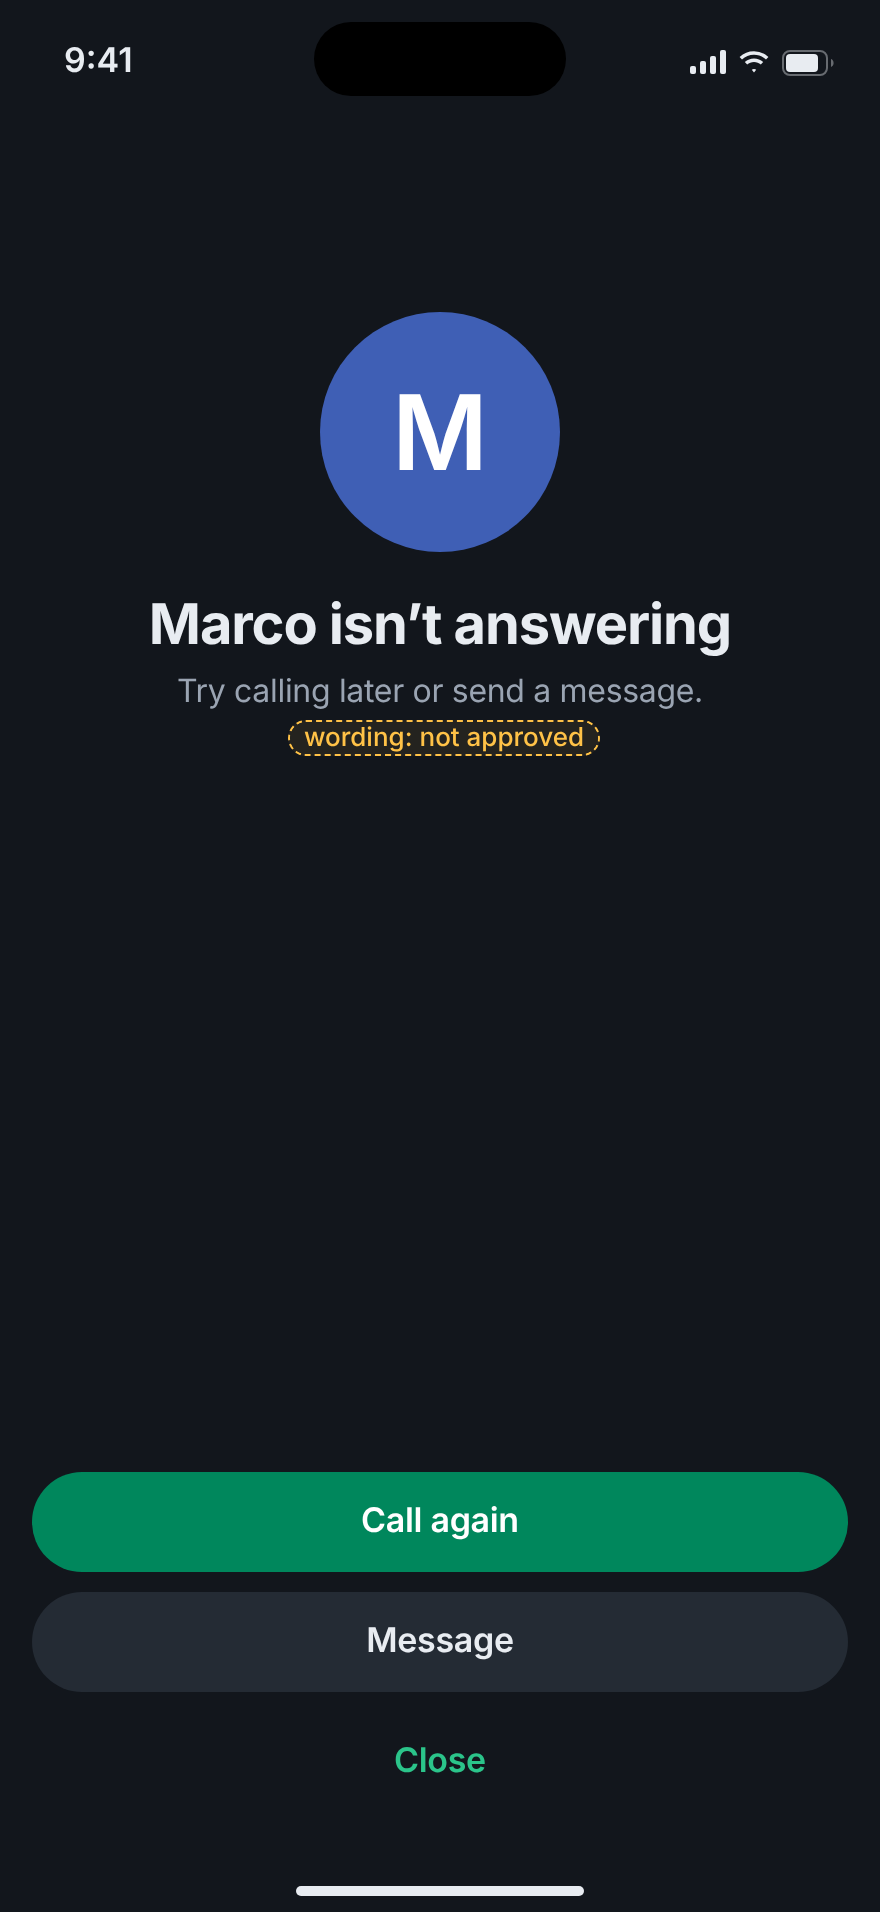 9:41
M
Marco isn’t answering
Try calling later or send a message.
wording: not approved
Call again
Message
Close